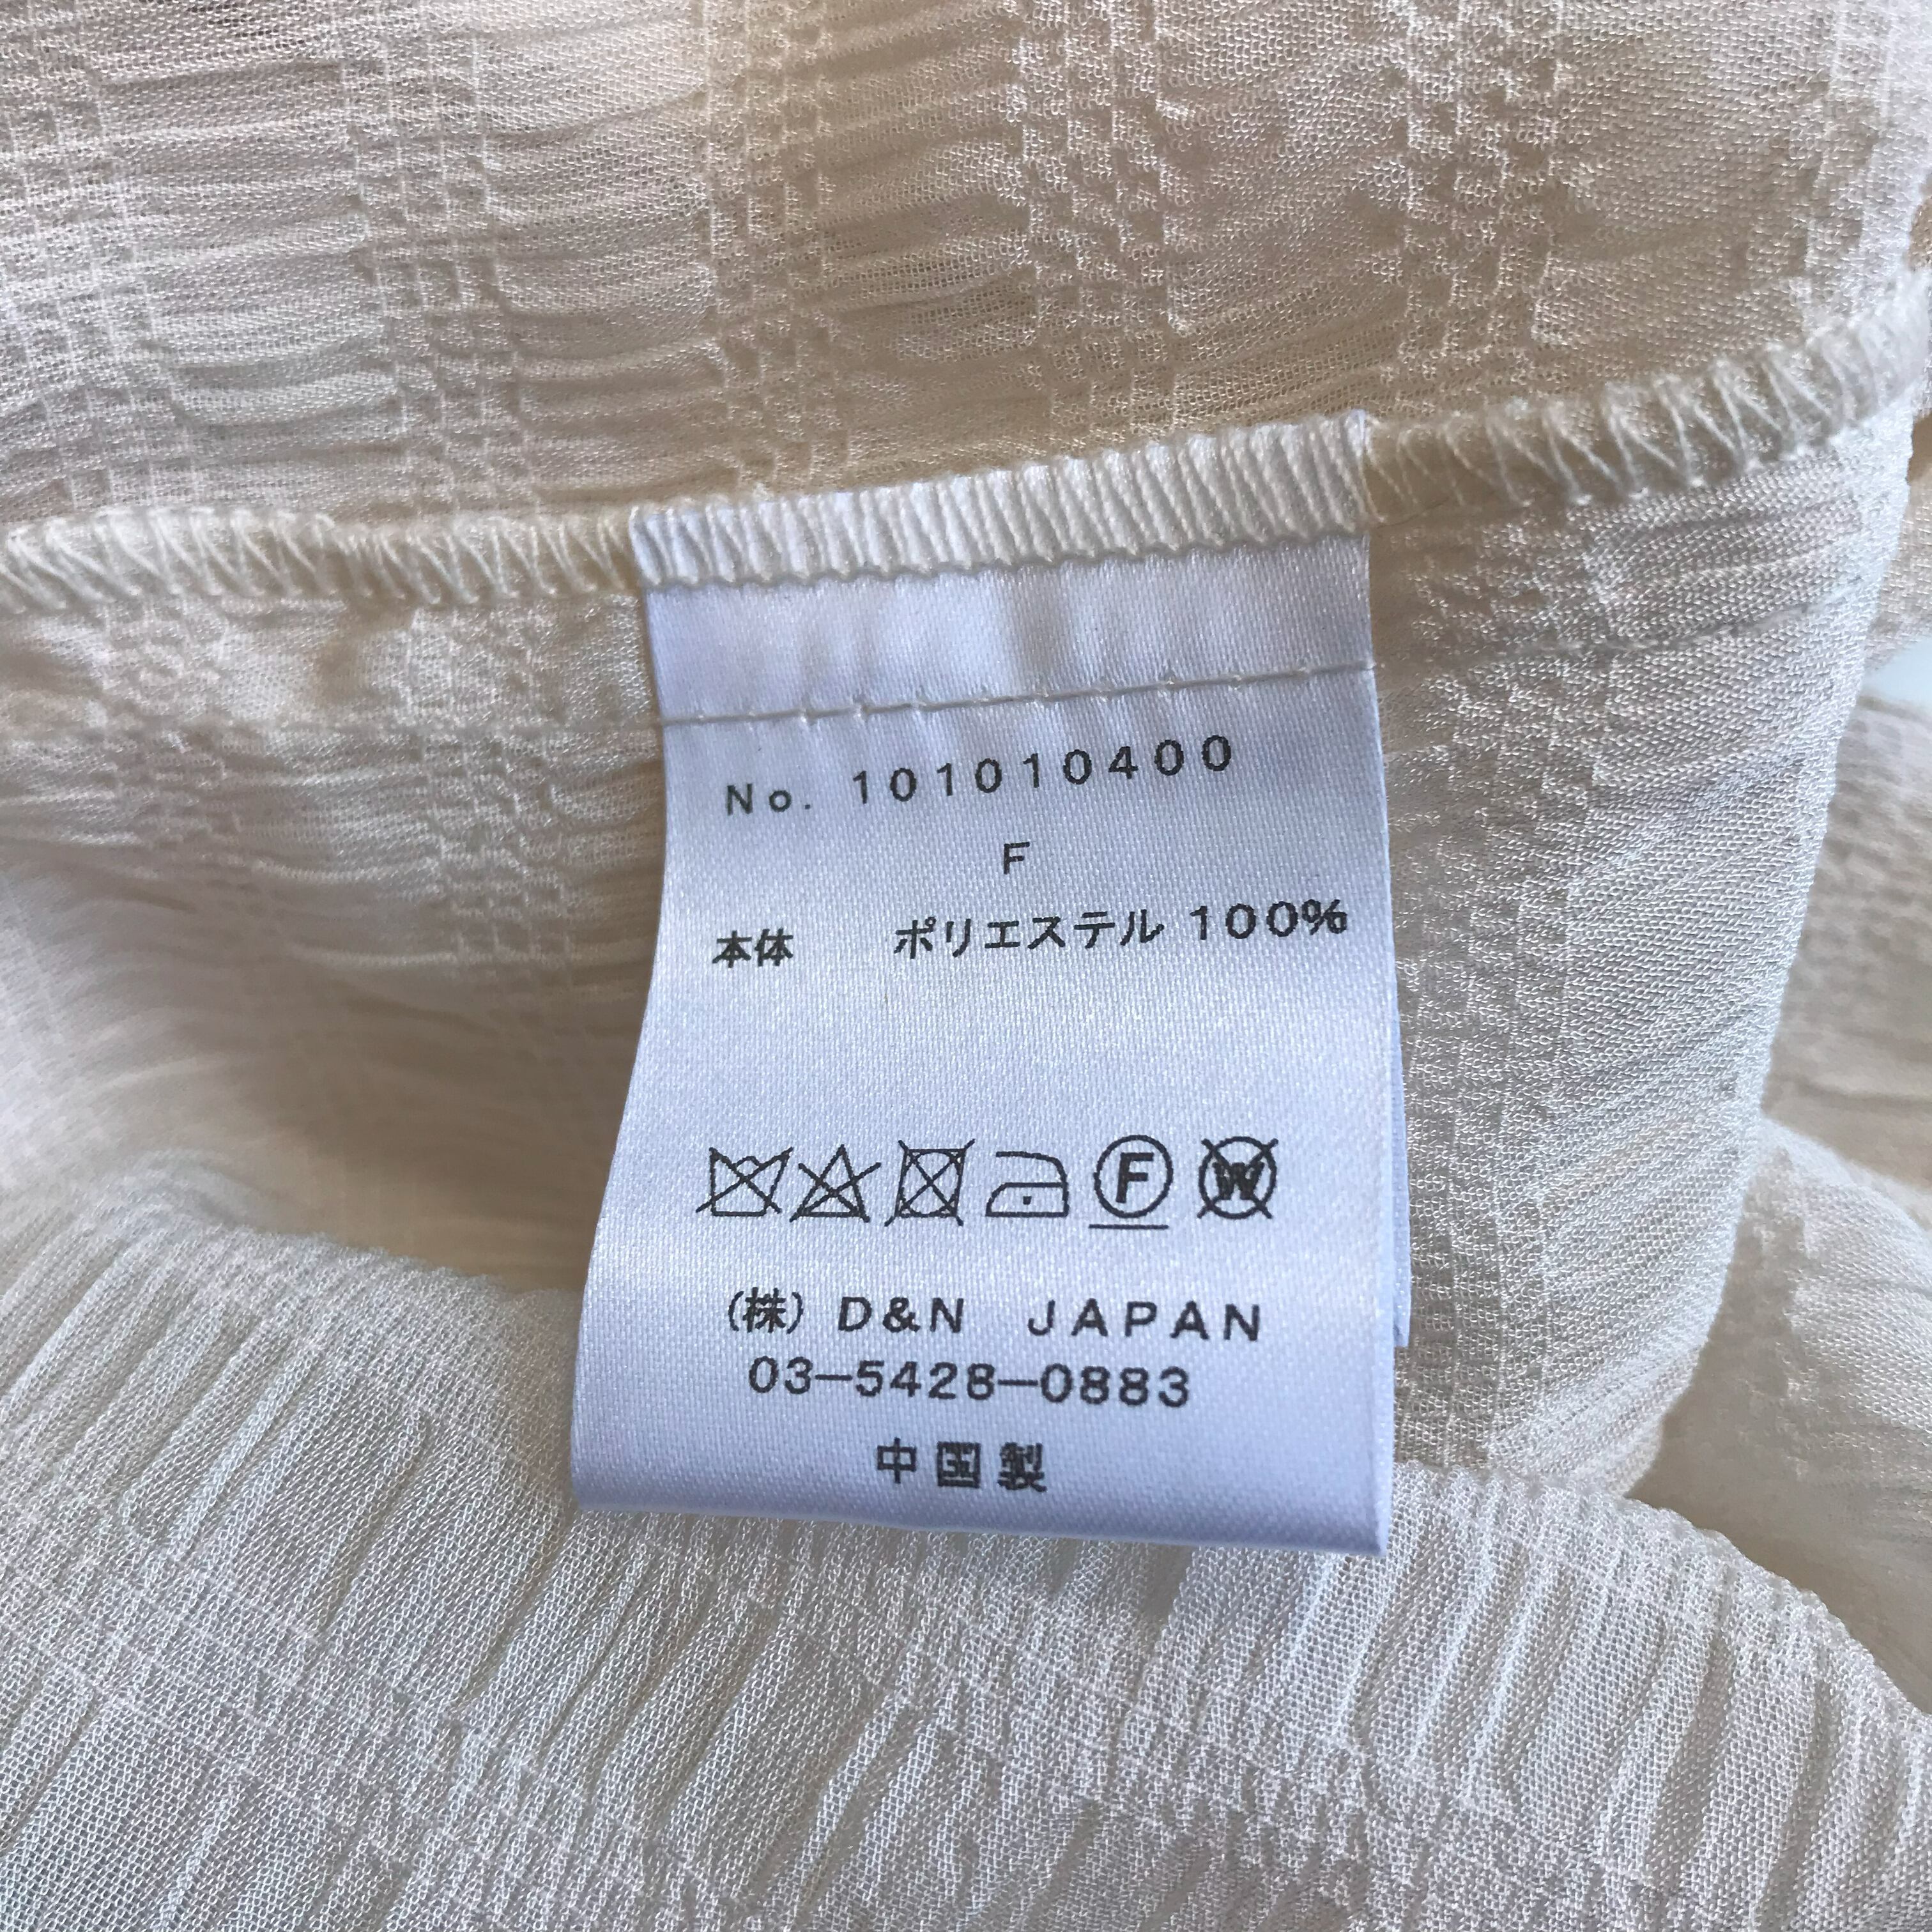 No. 101010400
F
本体 ポリエステル 100%
F W
(株) D&N JAPAN
03-5428-0883
中国製